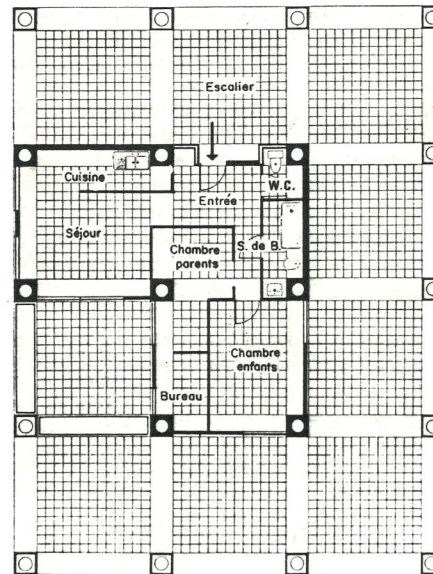 Escalier
Cuisine
W.C.
Entrée
Séjour
S. de B.
Chambre
parents
Chambre
enfants
Bureau